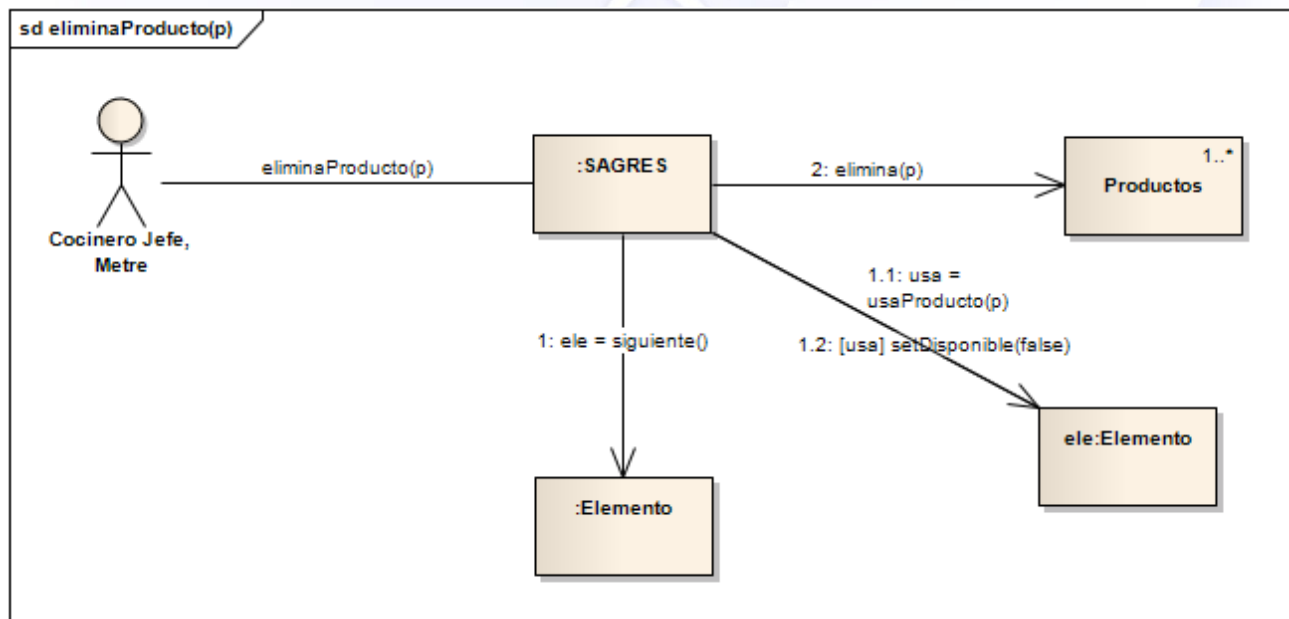 sd eliminaProducto(p)
Cocinero Jefe,
Metre
eliminaProducto(p)
:SAGRES
2: elimina(p)
1..*
Productos
1.1: usa =
usaProducto(p)
1: ele = siguiente()
1.2: [usa] setDisponible(false)
ele:Elemento
:Elemento